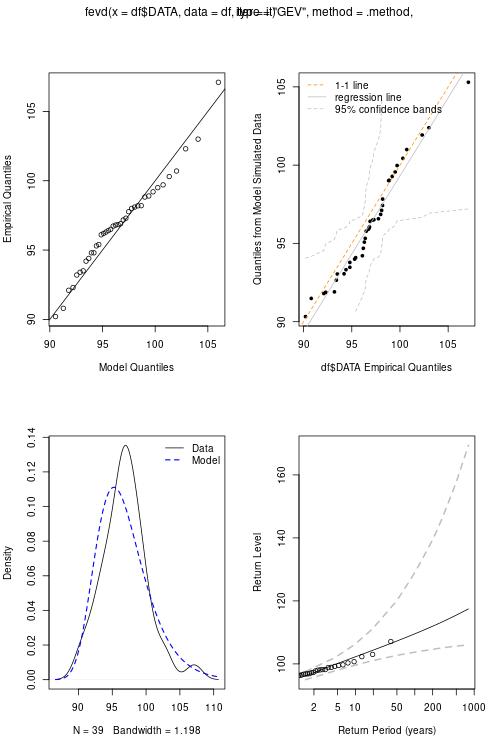 fevd(x = df$DATA, data = df, type = "GEV", method = .method,
105
100
95
90
Empirical Quantiles
90 95 100 105
Model Quantiles
1-1 line
regression line
95% confidence bands
105
100
95
90
Quantiles from Model Simulated Data
90 95 100 105
df$DATA Empirical Quantiles
Data
Model
0.14
0.12
0.10
0.08
0.06
0.04
0.02
0.00
Density
90 95 100 105 110
N = 39 Bandwidth = 1.198
160
140
120
100
Return Level
2 5 10 50 200 1000
Return Period (years)